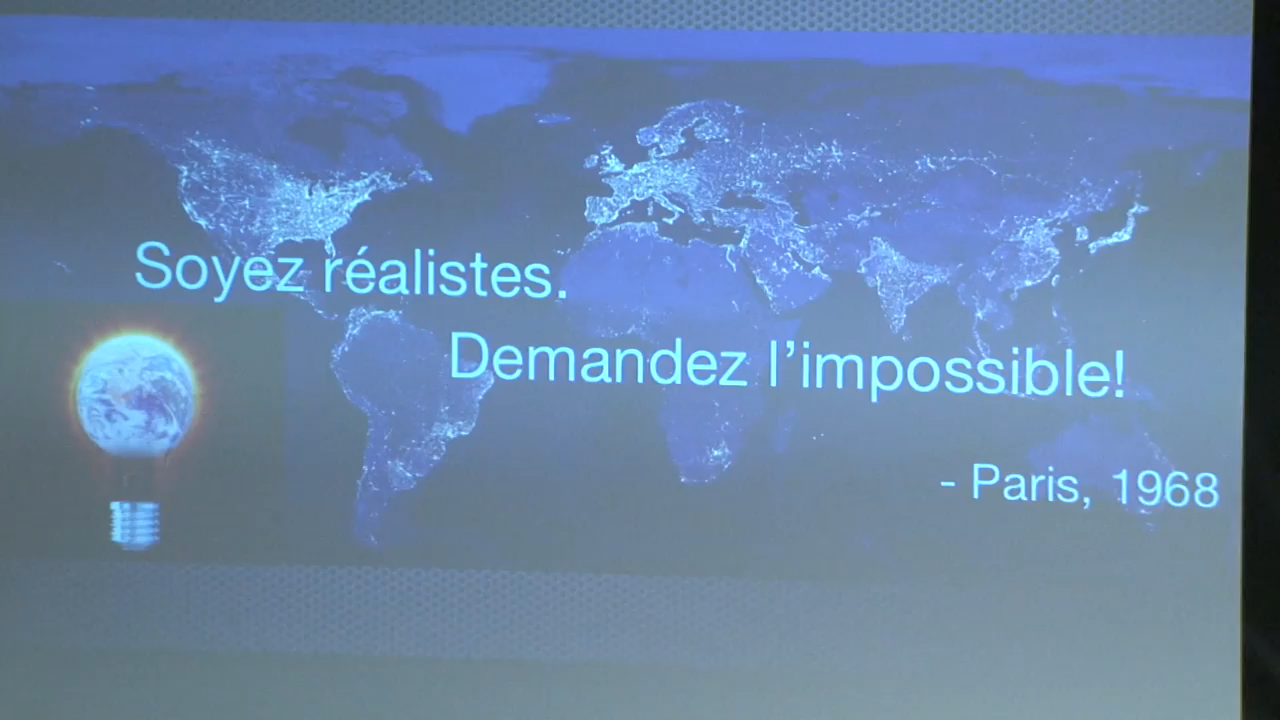 Soyez réalistes.
Demandez l'impossible!
- Paris, 1968